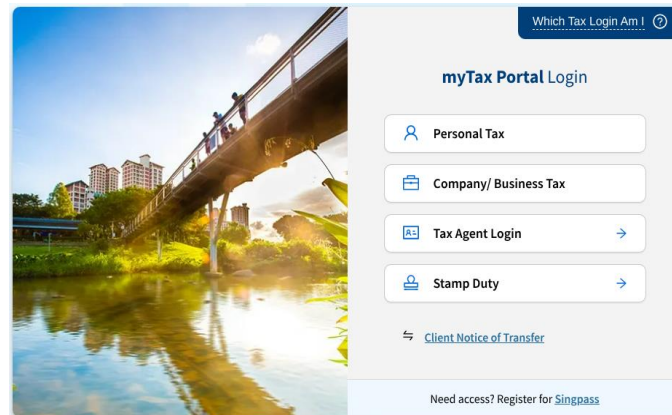 Which Tax Login Am I
myTax Portal Login
Personal Tax
Company/ Business Tax
Tax Agent Login
Stamp Duty
Client Notice of Transfer
Need access? Register for Singpass